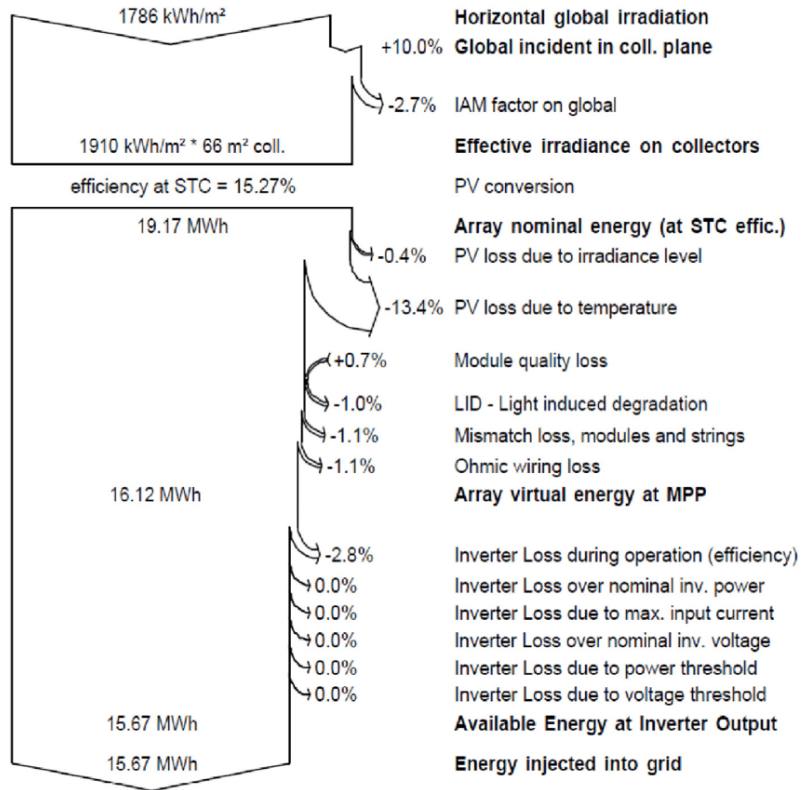 1786 kWh/m² Horizontal global irradiation
+10.0% Global incident in coll. plane
-2.7% IAM factor on global
1910 kWh/m² * 66 m² coll. Effective irradiance on collectors
efficiency at STC = 15.27% PV conversion
19.17 MWh Array nominal energy (at STC effic.)
-0.4% PV loss due to irradiance level
-13.4% PV loss due to temperature
+0.7% Module quality loss
-1.0% LID - Light induced degradation
-1.1% Mismatch loss, modules and strings
-1.1% Ohmic wiring loss
16.12 MWh Array virtual energy at MPP
-2.8% Inverter Loss during operation (efficiency)
0.0% Inverter Loss over nominal inv. power
0.0% Inverter Loss due to max. input current
0.0% Inverter Loss over nominal inv. voltage
0.0% Inverter Loss due to power threshold
0.0% Inverter Loss due to voltage threshold
15.67 MWh Available Energy at Inverter Output
15.67 MWh Energy injected into grid